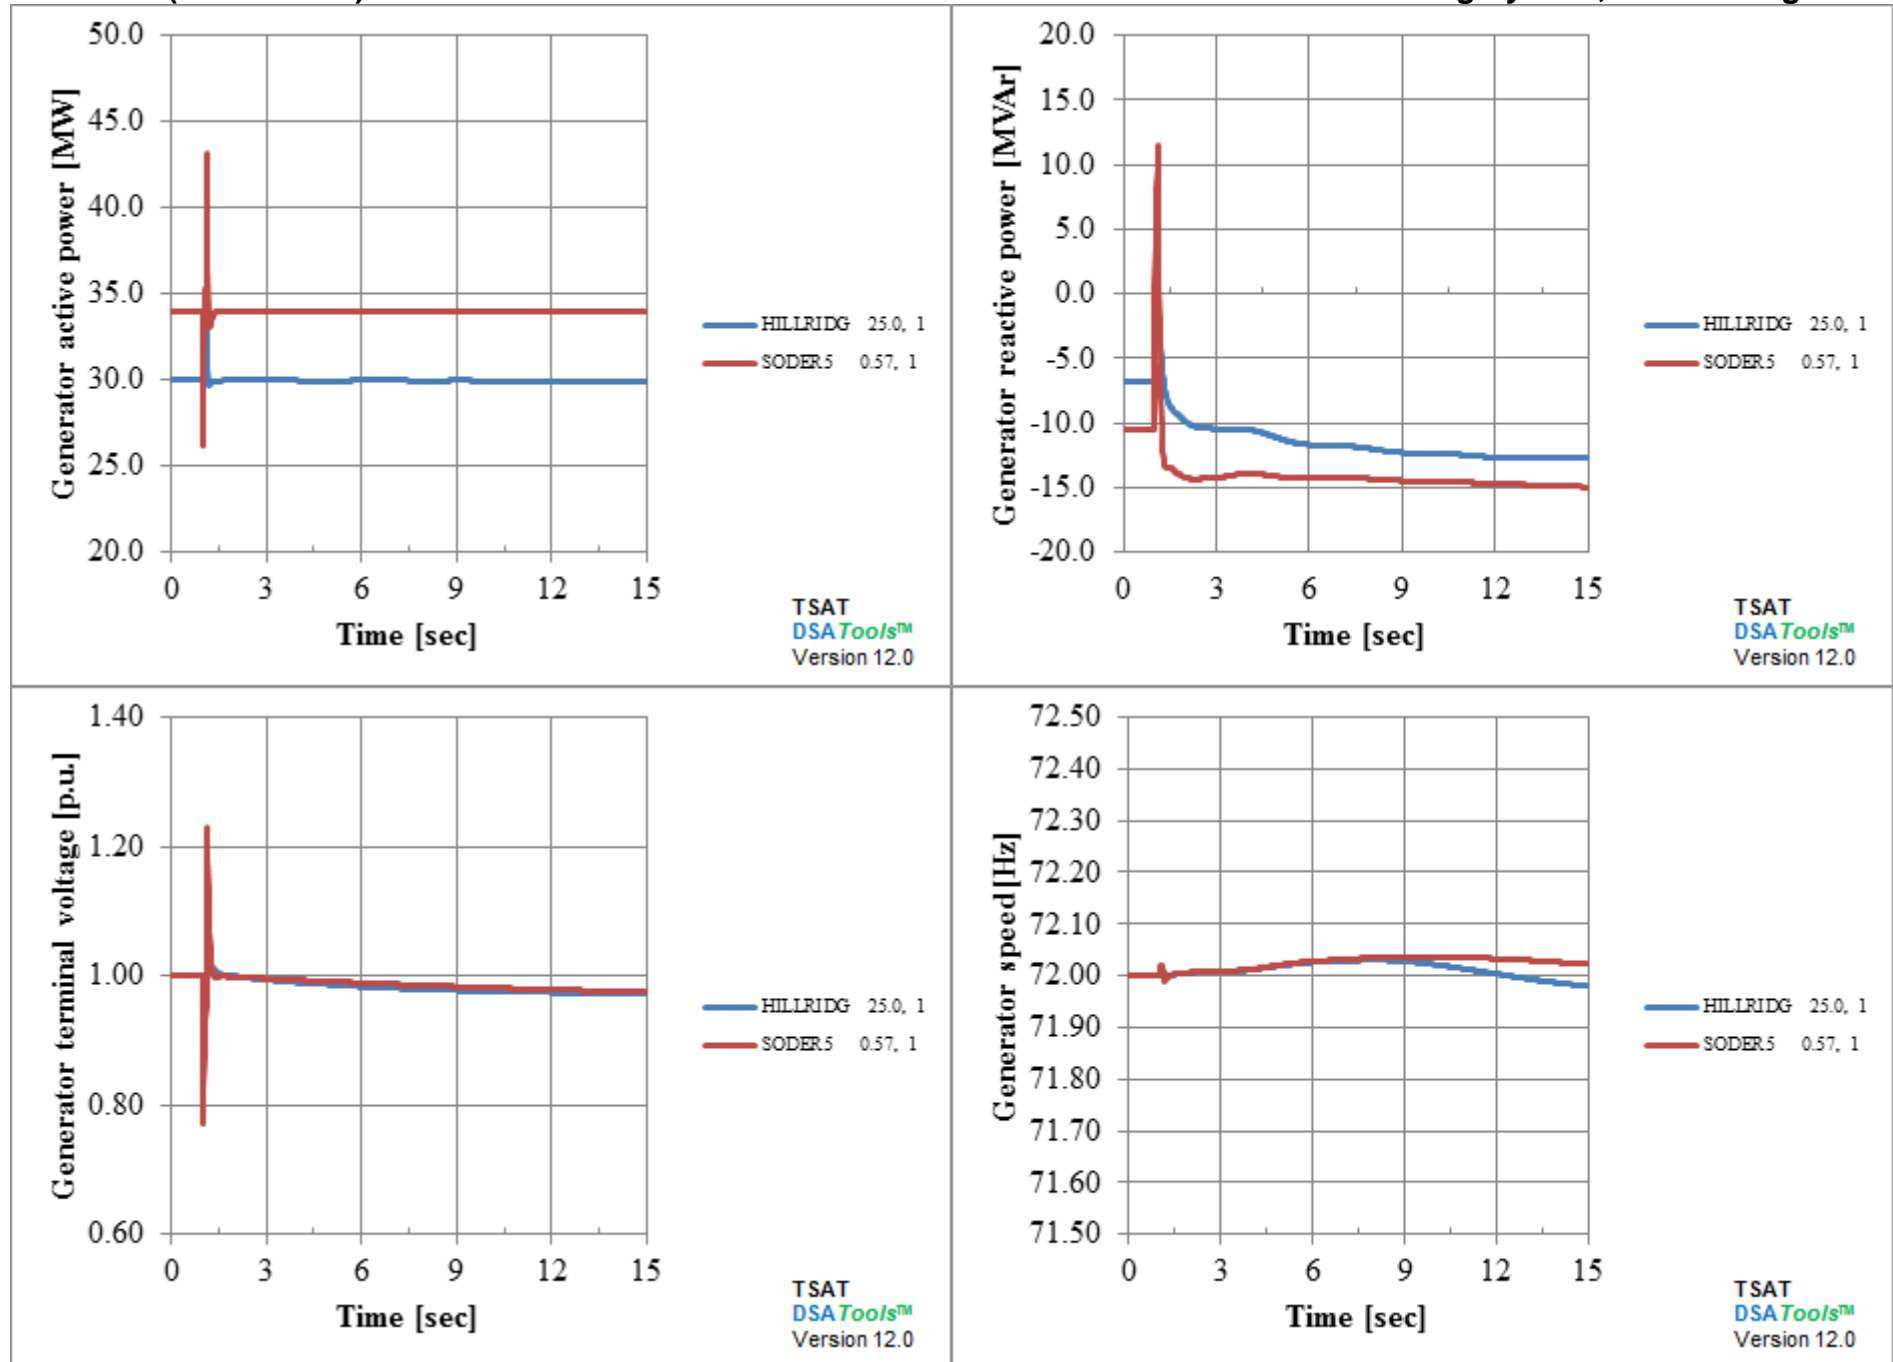 Generator active power [MW]
50.0
45.0
40.0
35.0
30.0
25.0
20.0
0 3 6 9 12 15
Time [sec]
HILLRIDG 25.0, 1
SODER5 0.57, 1
TSAT
DSATools™
Version 12.0
Generator reactive power [MVAr]
20.0
15.0
10.0
5.0
0.0
-5.0
-10.0
-15.0
-20.0
0 3 6 9 12 15
Time [sec]
HILLRIDG 25.0, 1
SODER5 0.57, 1
TSAT
DSATools™
Version 12.0
Generator terminal voltage [p.u.]
1.40
1.20
1.00
0.80
0.60
0 3 6 9 12 15
Time [sec]
HILLRIDG 25.0, 1
SODER5 0.57, 1
TSAT
DSATools™
Version 12.0
Generator speed[Hz]
72.50
72.40
72.30
72.20
72.10
72.00
71.90
71.80
71.70
71.60
71.50
0 3 6 9 12 15
Time [sec]
HILLRIDG 25.0, 1
SODER5 0.57, 1
TSAT
DSATools™
Version 12.0